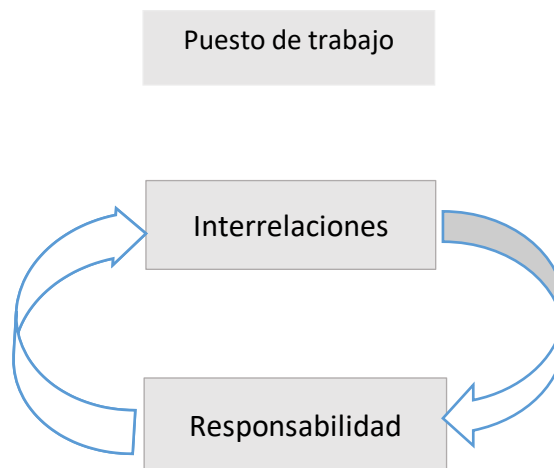 Puesto de trabajo
Interrelaciones
Responsabilidad